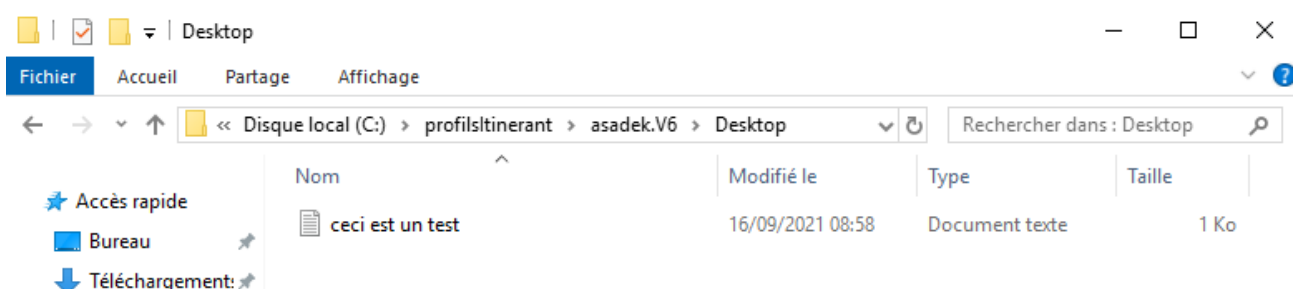 Desktop
Fichier Accueil Partage Affichage
« Disque local (C:) > profilsItinerant > asadek.V6 > Desktop Rechercher dans : Desktop
Nom Modifié le Type Taille
Accès rapide
ceci est un test 16/09/2021 08:58 Document texte 1 Ko
Bureau
Téléchargements